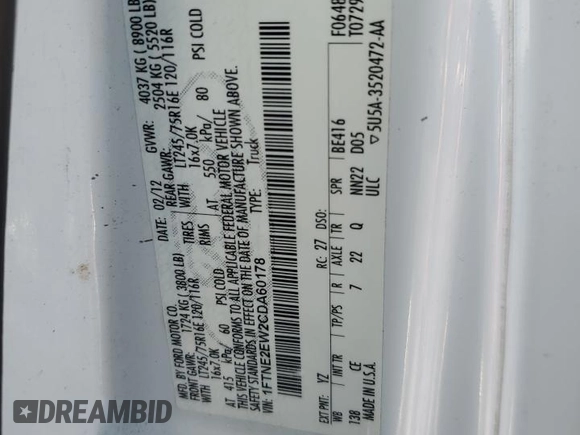 MFD. BY FORD MOTOR CO.
DATE: 02/12 GVWR: 4037 KG ( 8900 LB
FRONT GAWR: 1724 KG ( 3800 LB) REAR GAWR: 2504 KG ( 5520 LB)
WITH LT245/75R16E 120/116R TIRES WITH LT245/75R16E 120/116R
16x7.0K RIMS 16x7.0K
AT 415 kPa/ 60 PSI COLD AT 550 kPa/ 80 PSI COLD
THIS VEHICLE CONFORMS TO ALL APPLICABLE FEDERAL MOTOR VEHICLE
SAFETY STANDARDS IN EFFECT ON THE DATE OF MANUFACTURE SHOWN ABOVE.
VIN: 1FTNE2EW2CDA60178
TYPE: Truck
F0648
T0729
EXT PNT: YZ RC: 27 DSO:
WB INT TR TP/PS R AXLE TR SPR BE416
138 CE 7 22 Q NN22 D05
ULC
5U5A-3520472-AA
DREAMBID
DREAMBID